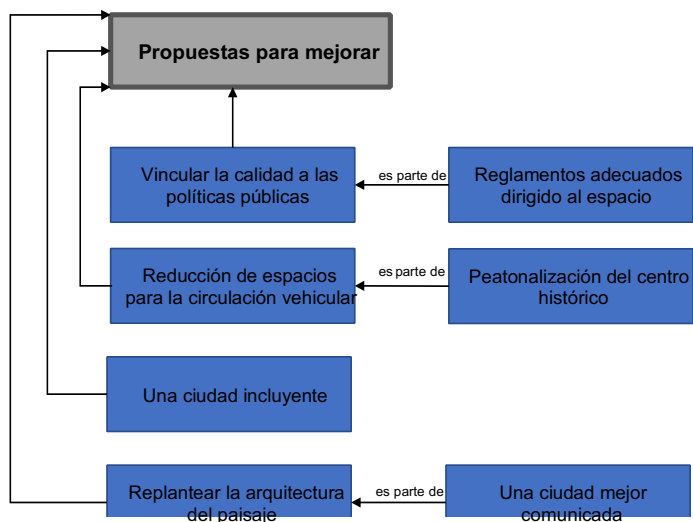 Propuestas para mejorar
Vincular la calidad a las
políticas públicas
es parte de
Reglamentos adecuados
dirigido al espacio
Reducción de espacios
para la circulación vehicular
es parte de
Peatonalización del centro
histórico
Una ciudad incluyente
Replantear la arquitectura
del paisaje
es parte de
Una ciudad mejor
comunicada